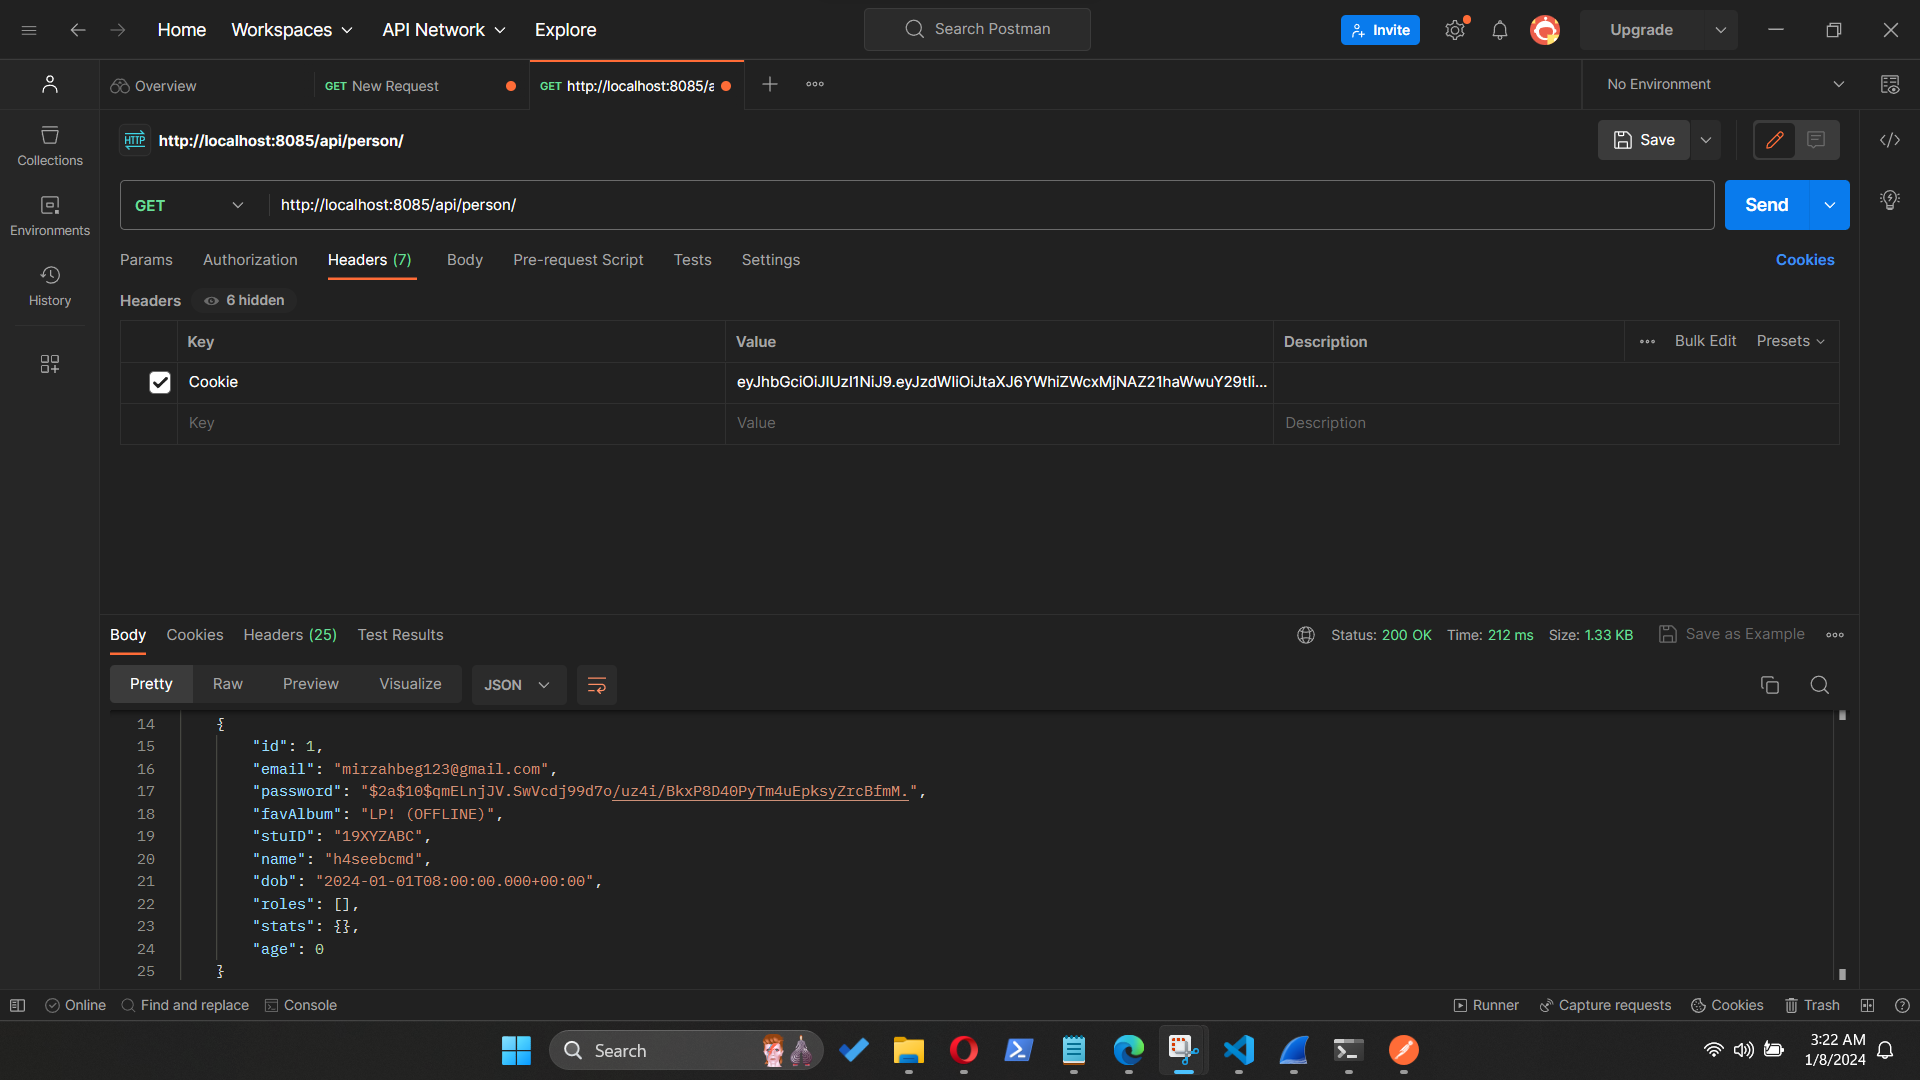 Home Workspaces API Network Explore Search Postman Invite Upgrade
Overview GET New Request GET http://localhost:8085/a No Environment
HTTP http://localhost:8085/api/person/ Save
Collections
GET http://localhost:8085/api/person/ Send
Environments
Params Authorization Headers (7) Body Pre-request Script Tests Settings Cookies
History
Headers 6 hidden
Key Value Description Bulk Edit Presets
Cookie eyJhbGciOiJIUzI1NiJ9.eyJzdWIiOiJtaXJ6YWhiZWcxMjNAZ21haWwuY29tIi...
Key Value Description
Body Cookies Headers (25) Test Results Status: 200 OK Time: 212 ms Size: 1.33 KB Save as Example
Pretty Raw Preview Visualize JSON
14 {
15 "id": 1,
16 "email": "mirzahbeg123@gmail.com",
17 "password": "$2a$10$qmELnjJV.SwVcdj99d7o/uz4i/BkxP8D40PyTm4uEpksyZrcBfmM.",
18 "favAlbum": "LP! (OFFLINE)",
19 "stuID": "19XYZABC",
20 "name": "h4seebcmd",
21 "dob": "2024-01-01T08:00:00.000+00:00",
22 "roles": [],
23 "stats": {},
24 "age": 0
25 }
Online Find and replace Console Runner Capture requests Cookies Trash
Search
3:22 AM
1/8/2024